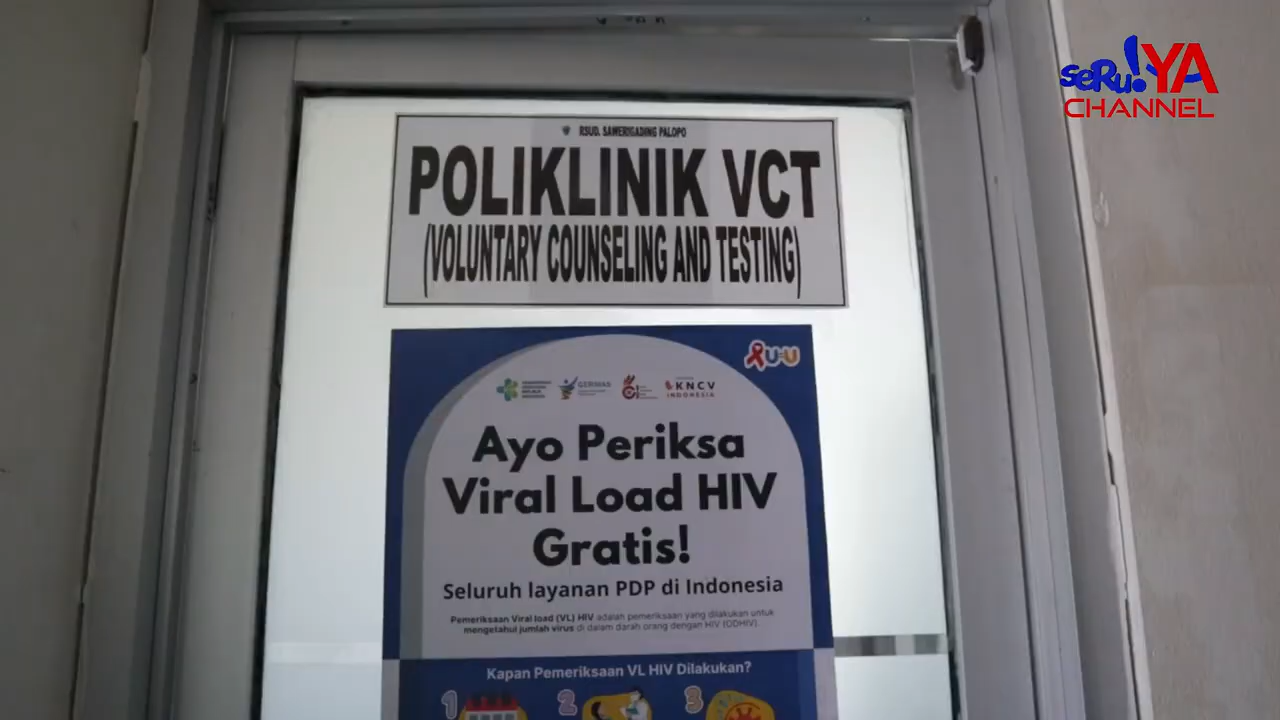 seRu!YA
CHANNEL
RSUD. SAWERIGADING PALOPO
POLIKLINIK VCT
(VOLUNTARY COUNSELING AND TESTING)
U=U
GERMAS
KNCV
INDONESIA
Ayo Periksa
Viral Load HIV
Gratis!
Seluruh layanan PDP di Indonesia
Pemeriksaan Viral load (VL) HIV adalah pemeriksaan yang dilakukan untuk
mengetahui jumlah virus di dalam darah orang dengan HIV (ODHIV).
Kapan Pemeriksaan VL HIV Dilakukan?
1 2 3